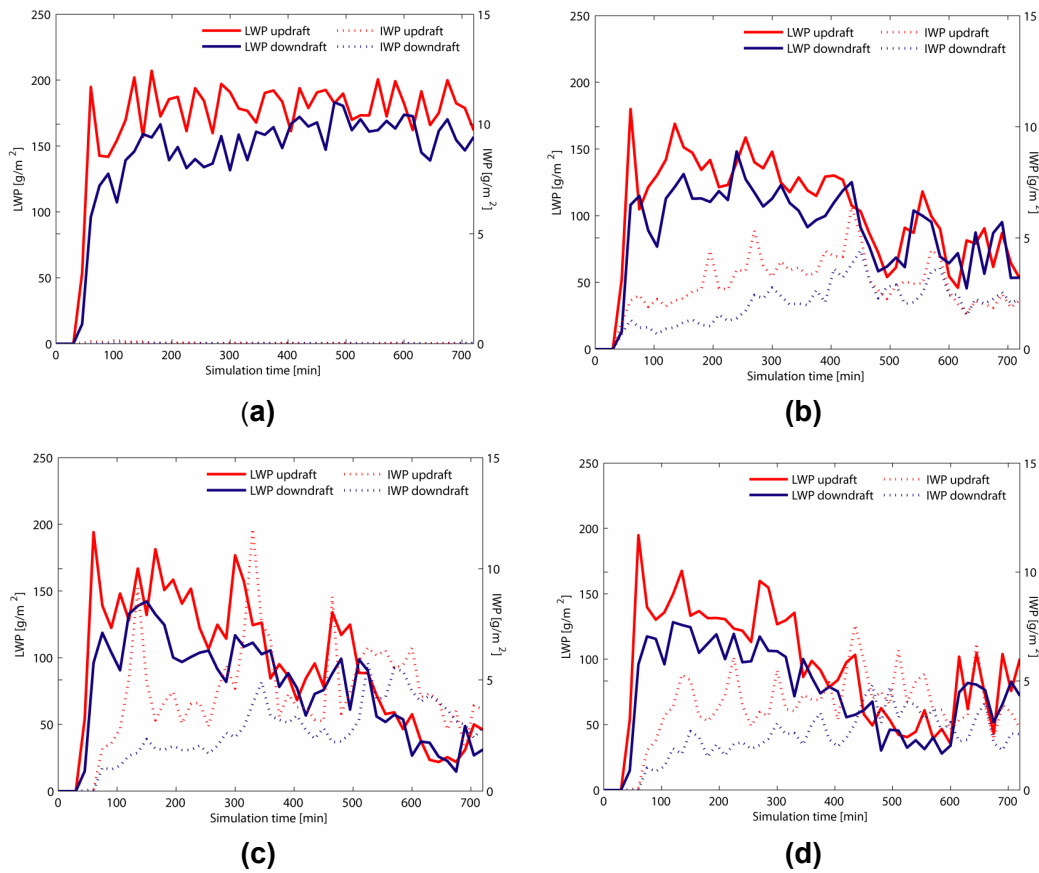 250
200
150
100
50
0
LWP [g/m 2]
15
10
5
0
IWP [g/m 2]
LWP updraft IWP updraft
LWP downdraft IWP downdraft
0 100 200 300 400 500 600 700
Simulation time [min]
(a)
250
200
150
100
50
0
LWP [g/m 2]
15
10
5
0
IWP [g/m
LWP updraft IWP updraft
LWP downdraft IWP downdraft
0 100 200 300 400 500 600 700
Simulation time [min]
(b)
250
200
150
100
50
0
LWP [g/m 2]
15
10
5
0
IWP [g/m 2]
LWP updraft IWP updraft
LWP downdraft IWP downdraft
0 100 200 300 400 500 600 700
Simulation time [min]
(c)
250
200
150
100
50
0
LWP [g/m 2]
15
10
5
0
IWP [g/m 2]
LWP updraft IWP updraft
LWP downdraft IWP downdraft
0 100 200 300 400 500 600 700
Simulation time [min]
(d)